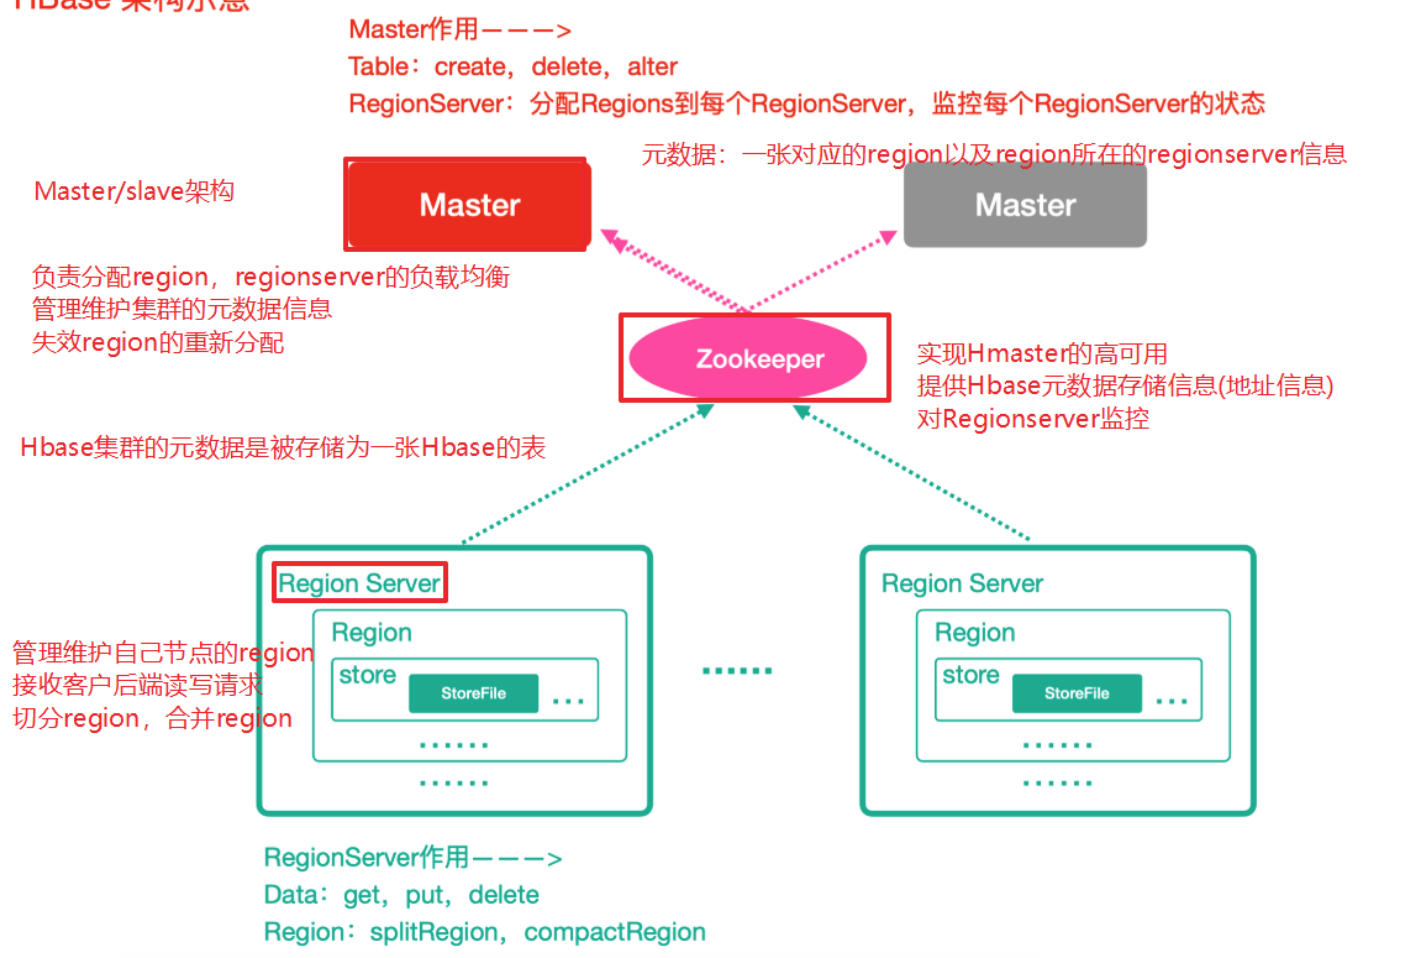 HBase 架构示意
Master作用———>
Table：create，delete，alter
RegionServer：分配Regions到每个RegionServer，监控每个RegionServer的状态
元数据：一张对应的region以及region所在的regionserver信息
Master/slave架构
Master
Master
负责分配region，regionserver的负载均衡
管理维护集群的元数据信息
失效region的重新分配
Zookeeper
实现Hmaster的高可用
提供Hbase元数据存储信息(地址信息)
对Regionserver监控
Hbase集群的元数据是被存储为一张Hbase的表
Region Server
Region
store
StoreFile
...
......
......
管理维护自己节点的region
接收客户后端读写请求
切分region，合并region
......
Region Server
Region
store
StoreFile
...
......
......
RegionServer作用———>
Data：get，put，delete
Region：splitRegion，compactRegion